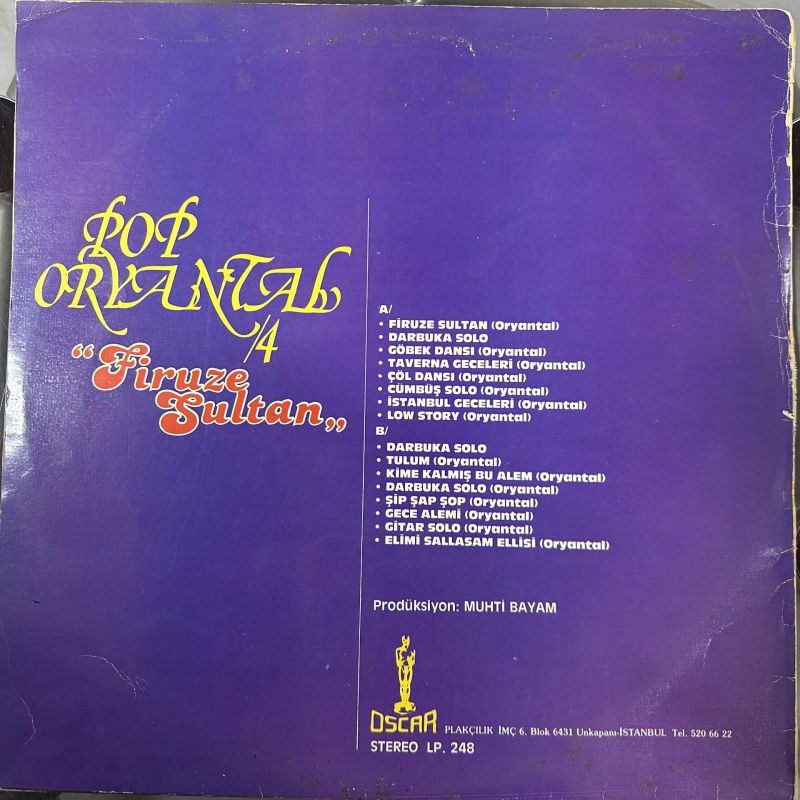 POP
ORYANTAL
/4
“Firuze
Sultan„
A/
• FİRUZE SULTAN (Oryantal)
• DARBUKA SOLO
• GÖBEK DANSI (Oryantal)
• TAVERNA GECELERİ (Oryantal)
• ÇÖL DANSI (Oryantal)
• CÜMBÜŞ SOLO (Oryantal)
• İSTANBUL GECELERİ (Oryantal)
• LOW STORY (Oryantal)
B/
• DARBUKA SOLO
• TULUM (Oryantal)
• KİME KALMIŞ BU ALEM (Oryantal)
• DARBUKA SOLO (Oryantal)
• ŞİP ŞAP ŞOP (Oryantal)
• GECE ALEMİ (Oryantal)
• GİTAR SOLO (Oryantal)
• ELİMİ SALLASAM ELLİSİ (Oryantal)
Prodüksiyon: MUHTİ BAYAM
OSCAR PLAKÇILIK İMÇ 6. Blok 6431 Unkapanı-İSTANBUL Tel. 520 66 22
STEREO LP. 248